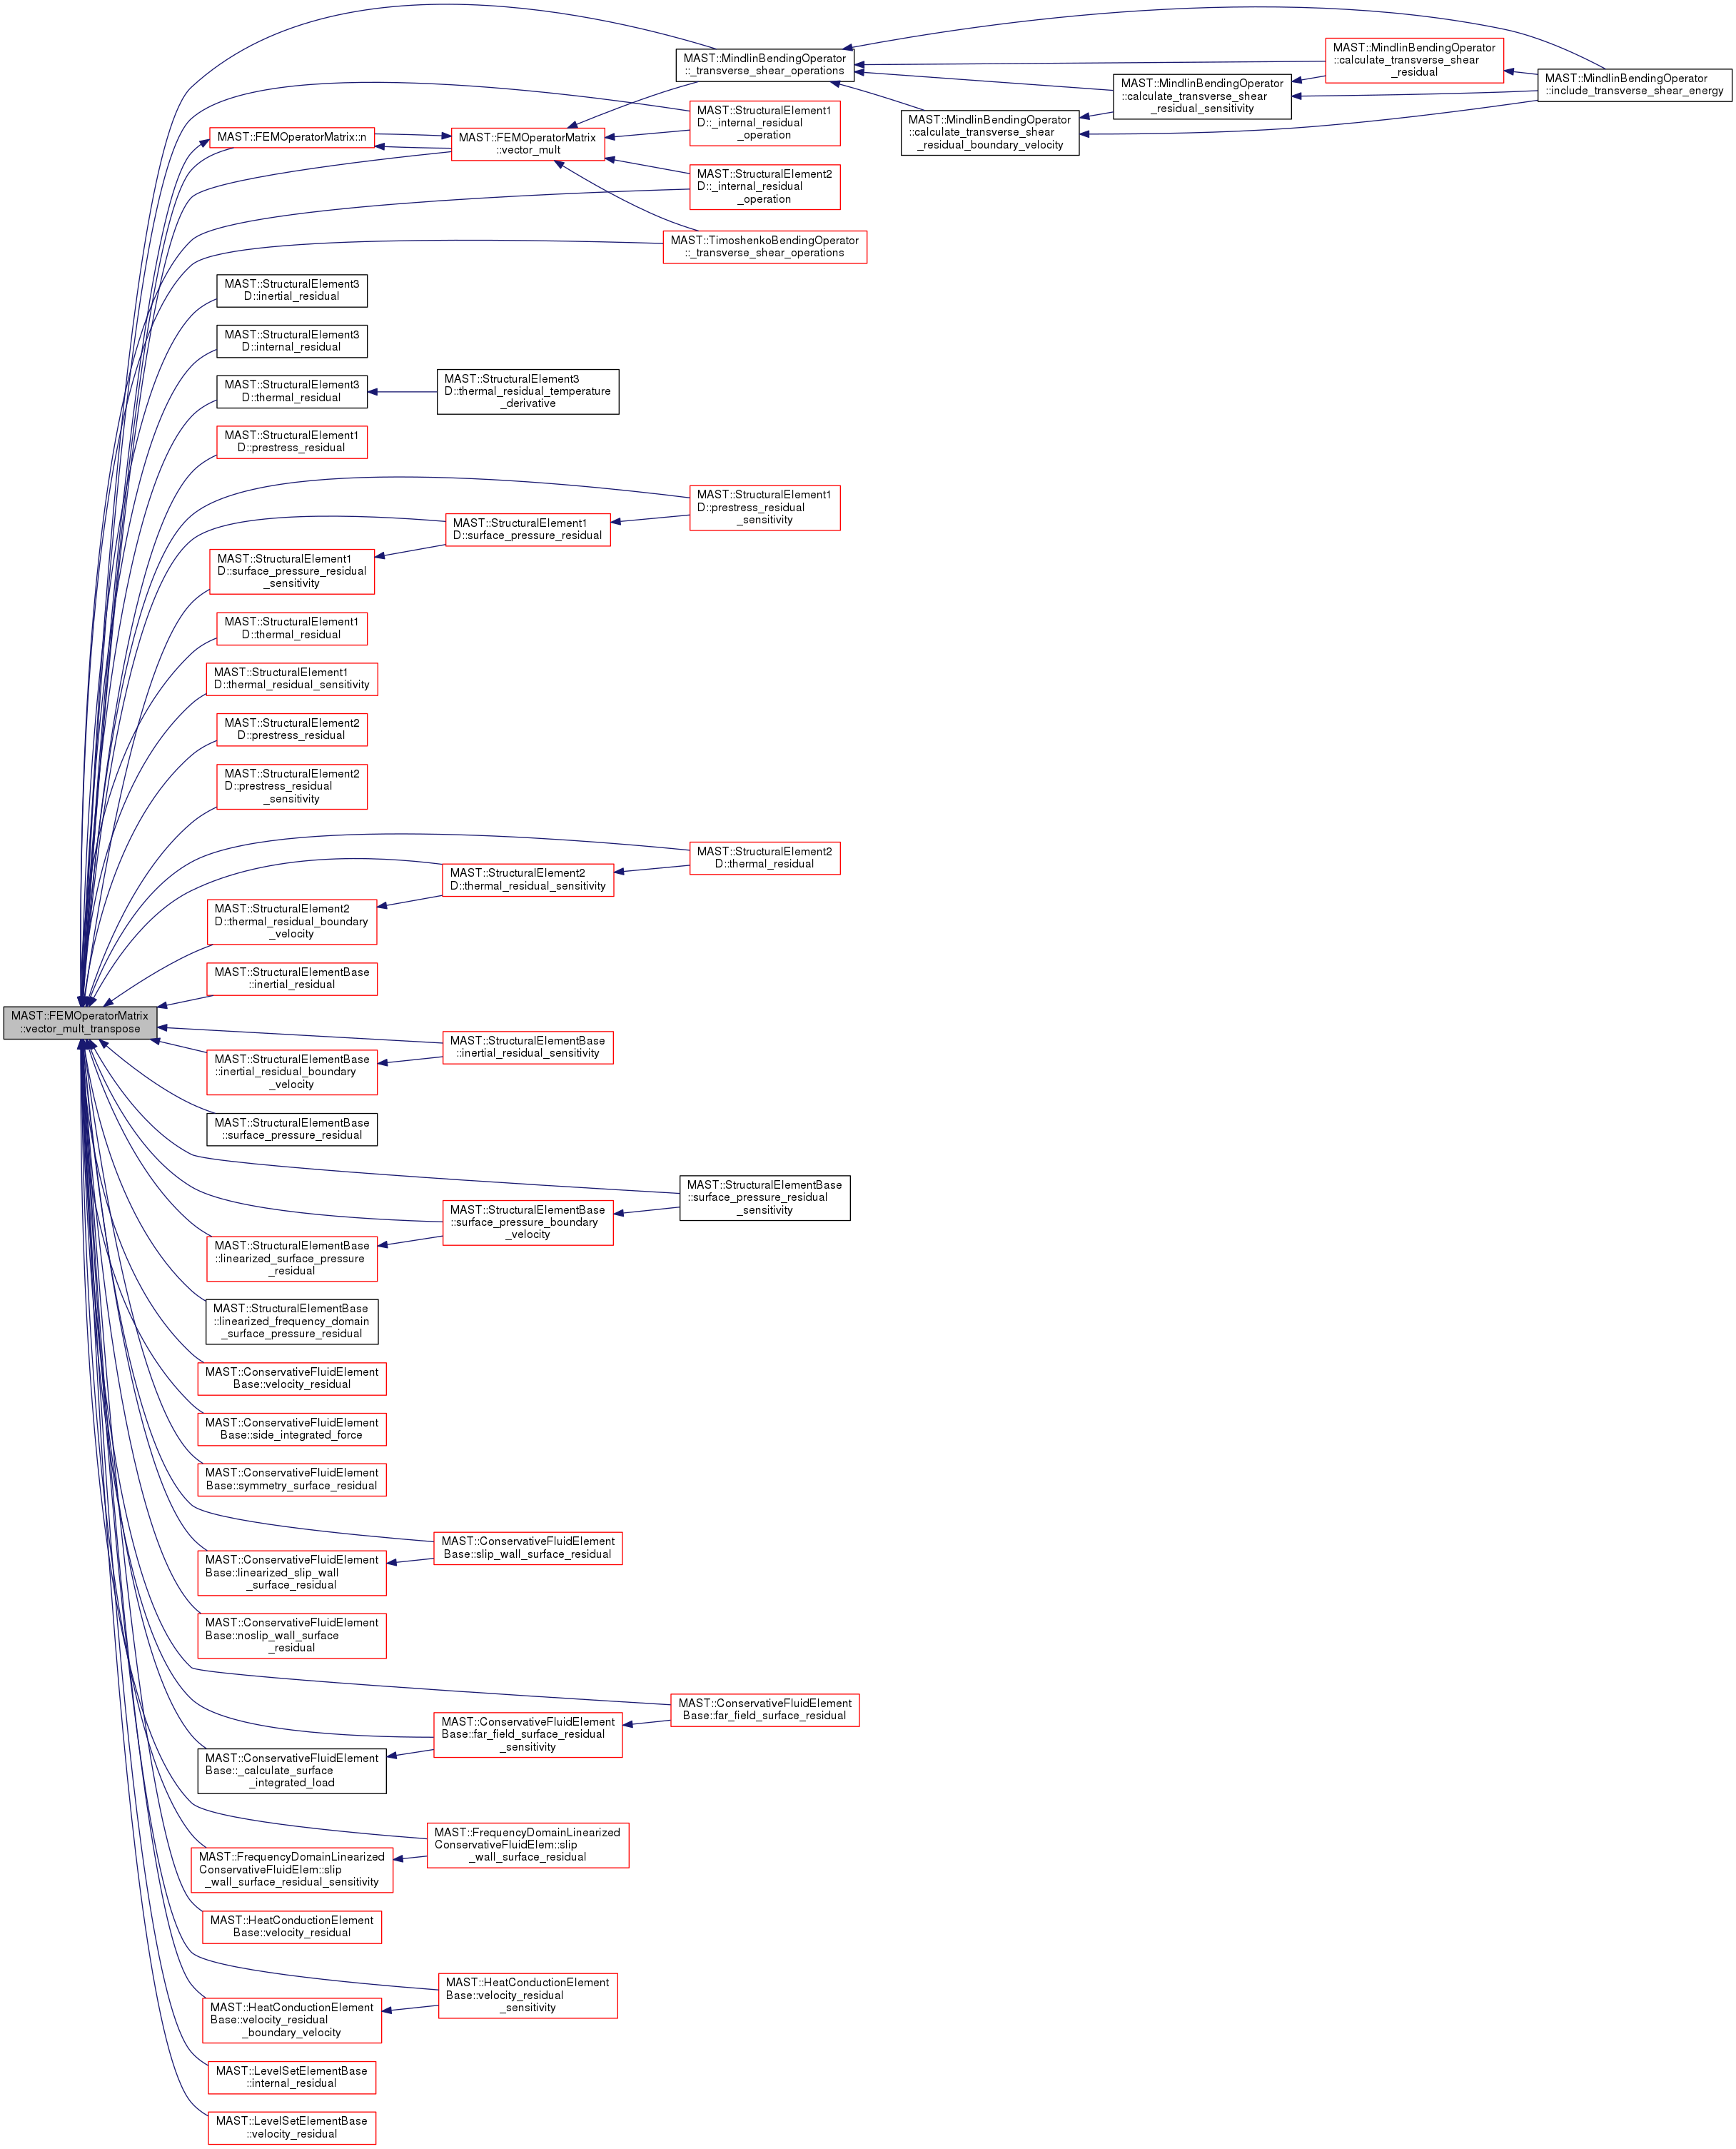 MAST::MindlinBendingOperator
::_transverse_shear_operations
MAST::MindlinBendingOperator
::calculate_transverse_shear
_residual
MAST::MindlinBendingOperator
::include_transverse_shear_energy
MAST::MindlinBendingOperator
::calculate_transverse_shear
_residual_sensitivity
MAST::MindlinBendingOperator
::calculate_transverse_shear
_residual_boundary_velocity
MAST::StructuralElement1
D::_internal_residual
_operation
MAST::FEMOperatorMatrix::n
MAST::FEMOperatorMatrix
::vector_mult
MAST::StructuralElement2
D::_internal_residual
_operation
MAST::TimoshenkoBendingOperator
::_transverse_shear_operations
MAST::StructuralElement3
D::inertial_residual
MAST::StructuralElement3
D::internal_residual
MAST::StructuralElement3
D::thermal_residual
MAST::StructuralElement3
D::thermal_residual_temperature
_derivative
MAST::StructuralElement1
D::prestress_residual
MAST::StructuralElement1
D::prestress_residual
_sensitivity
MAST::StructuralElement1
D::surface_pressure_residual
MAST::StructuralElement1
D::surface_pressure_residual
_sensitivity
MAST::StructuralElement1
D::thermal_residual
MAST::StructuralElement1
D::thermal_residual_sensitivity
MAST::StructuralElement2
D::prestress_residual
MAST::StructuralElement2
D::prestress_residual
_sensitivity
MAST::StructuralElement2
D::thermal_residual
MAST::StructuralElement2
D::thermal_residual_sensitivity
MAST::StructuralElement2
D::thermal_residual_boundary
_velocity
MAST::StructuralElementBase
::inertial_residual
MAST::FEMOperatorMatrix
::vector_mult_transpose
MAST::StructuralElementBase
::inertial_residual_sensitivity
MAST::StructuralElementBase
::inertial_residual_boundary
_velocity
MAST::StructuralElementBase
::surface_pressure_residual
MAST::StructuralElementBase
::surface_pressure_residual
_sensitivity
MAST::StructuralElementBase
::surface_pressure_boundary
_velocity
MAST::StructuralElementBase
::linearized_surface_pressure
_residual
MAST::StructuralElementBase
::linearized_frequency_domain
_surface_pressure_residual
MAST::ConservativeFluidElement
Base::velocity_residual
MAST::ConservativeFluidElement
Base::side_integrated_force
MAST::ConservativeFluidElement
Base::symmetry_surface_residual
MAST::ConservativeFluidElement
Base::slip_wall_surface_residual
MAST::ConservativeFluidElement
Base::linearized_slip_wall
_surface_residual
MAST::ConservativeFluidElement
Base::noslip_wall_surface
_residual
MAST::ConservativeFluidElement
Base::far_field_surface_residual
MAST::ConservativeFluidElement
Base::far_field_surface_residual
_sensitivity
MAST::ConservativeFluidElement
Base::_calculate_surface
_integrated_load
MAST::FrequencyDomainLinearized
ConservativeFluidElem::slip
_wall_surface_residual
MAST::FrequencyDomainLinearized
ConservativeFluidElem::slip
_wall_surface_residual_sensitivity
MAST::HeatConductionElement
Base::velocity_residual
MAST::HeatConductionElement
Base::velocity_residual
_sensitivity
MAST::HeatConductionElement
Base::velocity_residual
_boundary_velocity
MAST::LevelSetElementBase
::internal_residual
MAST::LevelSetElementBase
::velocity_residual